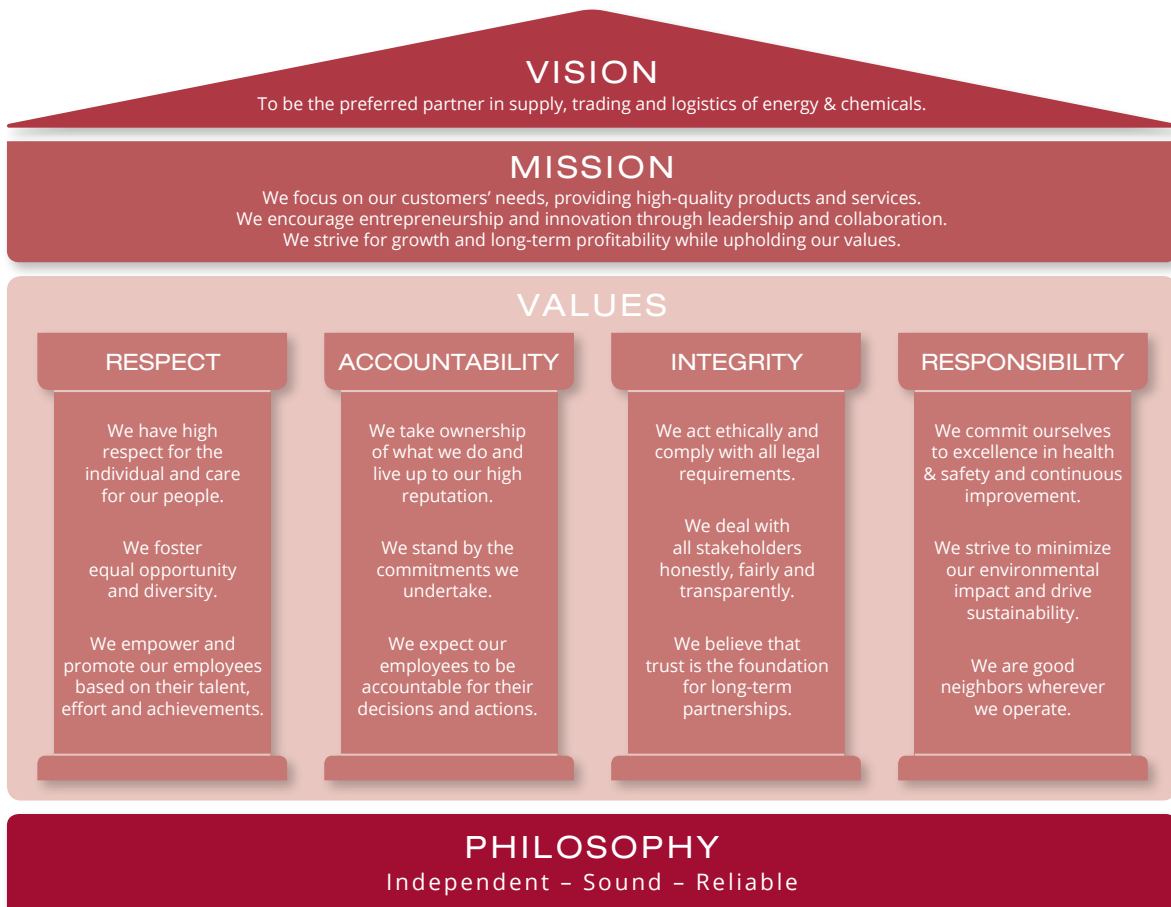 VISION
To be the preferred partner in supply, trading and logistics of energy & chemicals.
MISSION
We focus on our customers’ needs, providing high-quality products and services.
We encourage entrepreneurship and innovation through leadership and collaboration.
We strive for growth and long-term profitability while upholding our values.
VALUES
RESPECT
We have high
respect for the
individual and care
for our people.
We foster
equal opportunity
and diversity.
We empower and
promote our employees
based on their talent,
effort and achievements.
ACCOUNTABILITY
We take ownership
of what we do and
live up to our high
reputation.
We stand by the
commitments we
undertake.
We expect our
employees to be
accountable for their
decisions and actions.
INTEGRITY
We act ethically and
comply with all legal
requirements.
We deal with
all stakeholders
honestly, fairly and
transparently.
We believe that
trust is the foundation
for long-term
partnerships.
RESPONSIBILITY
We commit ourselves
to excellence in health
& safety and continuous
improvement.
We strive to minimize
our environmental
impact and drive
sustainability.
We are good
neighbors wherever
we operate.
PHILOSOPHY
Independent – Sound – Reliable